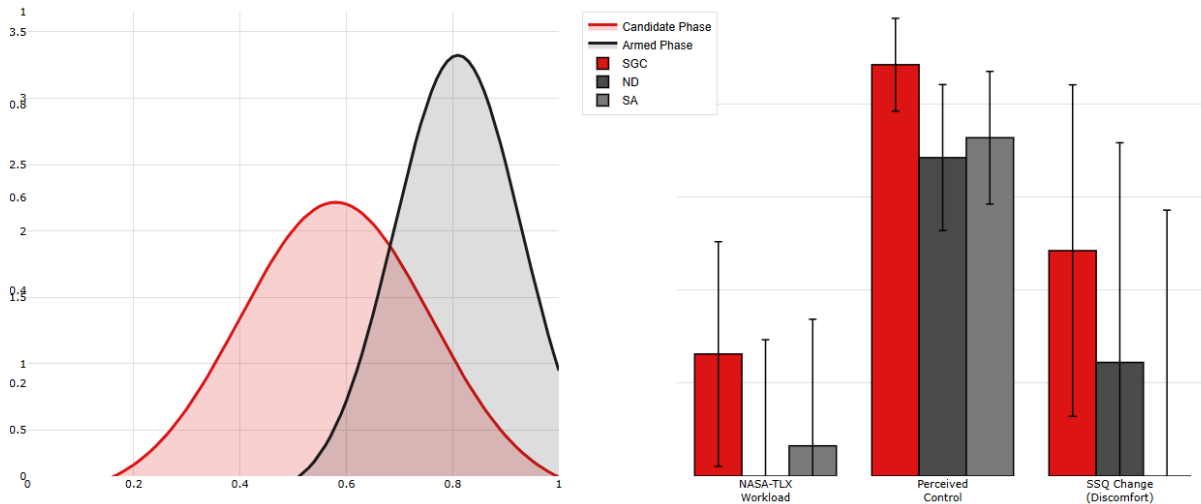 1
3.5
3
0.8
2.5
0.6
2
0.4
1.5
1
0.2
0.5
0
0
0.2
0.4
0.6
0.8
1
Candidate Phase
Armed Phase
SGC
ND
SA
NASA-TLX
Workload
Perceived
Control
SSQ Change
(Discomfort)